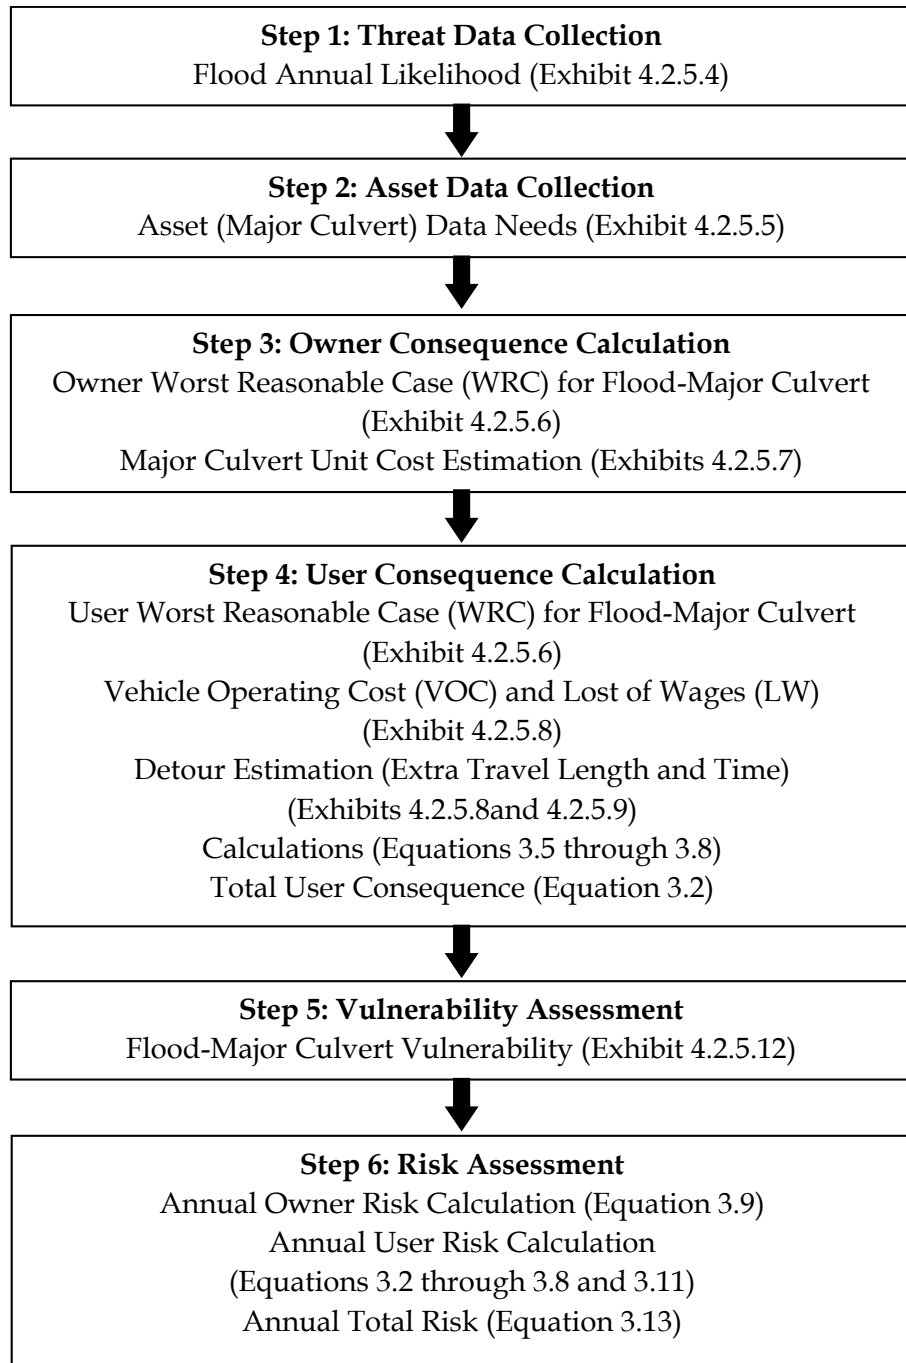 Step 1: Threat Data Collection
Flood Annual Likelihood (Exhibit 4.2.5.4)
Step 2: Asset Data Collection
Asset (Major Culvert) Data Needs (Exhibit 4.2.5.5)
Step 3: Owner Consequence Calculation
Owner Worst Reasonable Case (WRC) for Flood-Major Culvert
(Exhibit 4.2.5.6)
Major Culvert Unit Cost Estimation (Exhibits 4.2.5.7)
Step 4: User Consequence Calculation
User Worst Reasonable Case (WRC) for Flood-Major Culvert
(Exhibit 4.2.5.6)
Vehicle Operating Cost (VOC) and Lost of Wages (LW)
(Exhibit 4.2.5.8)
Detour Estimation (Extra Travel Length and Time)
(Exhibits 4.2.5.8and 4.2.5.9)
Calculations (Equations 3.5 through 3.8)
Total User Consequence (Equation 3.2)
Step 5: Vulnerability Assessment
Flood-Major Culvert Vulnerability (Exhibit 4.2.5.12)
Step 6: Risk Assessment
Annual Owner Risk Calculation (Equation 3.9)
Annual User Risk Calculation
(Equations 3.2 through 3.8 and 3.11)
Annual Total Risk (Equation 3.13)